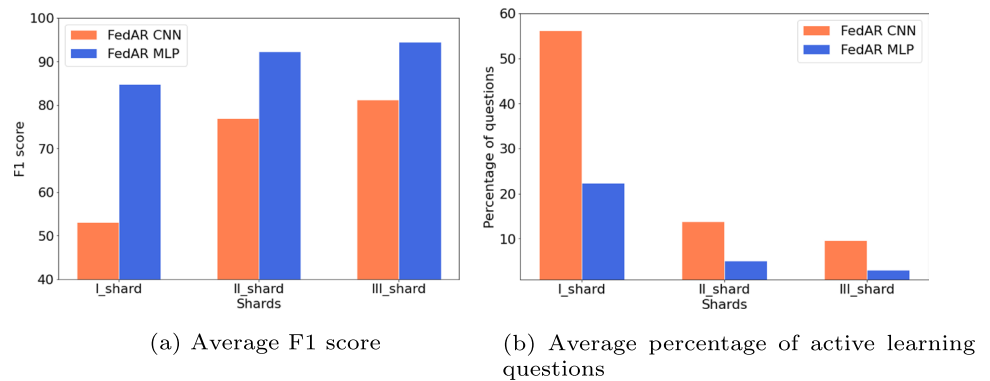 100
90
80
70
60
50
40
F1 score
FedAR CNN
FedAR MLP
I_shard
II_shard
III_shard
Shards
(a) Average F1 score
60
50
40
30
20
10
Percentage of questions
FedAR CNN
FedAR MLP
I_shard
II_shard
III_shard
Shards
(b) Average percentage of active learning
questions